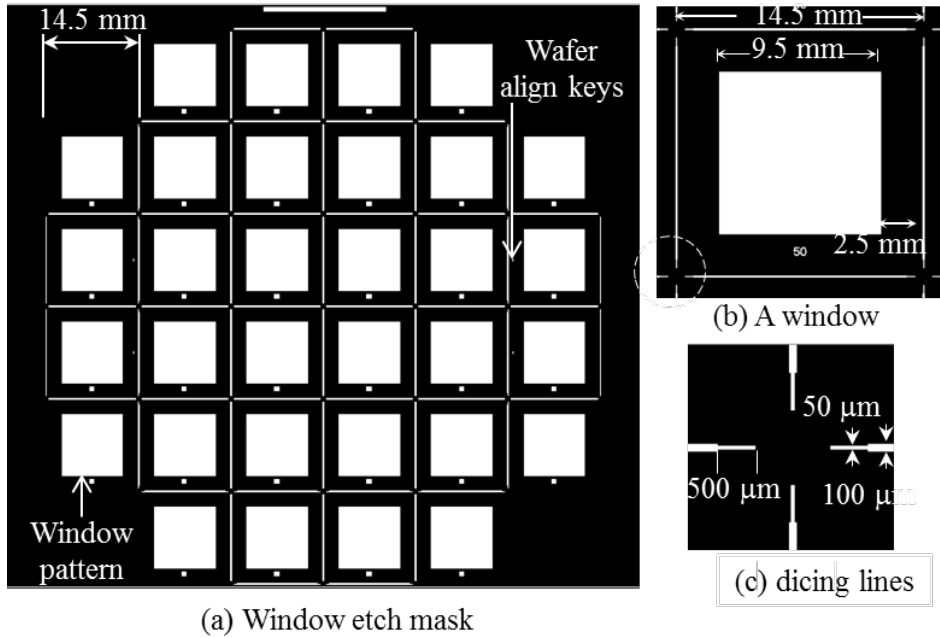 14.5 mm
Wafer
align keys
Window
pattern
(a) Window etch mask
14.5 mm
9.5 mm
2.5 mm
50
(b) A window
50 μm
500 μm
100 μm
(c) dicing lines